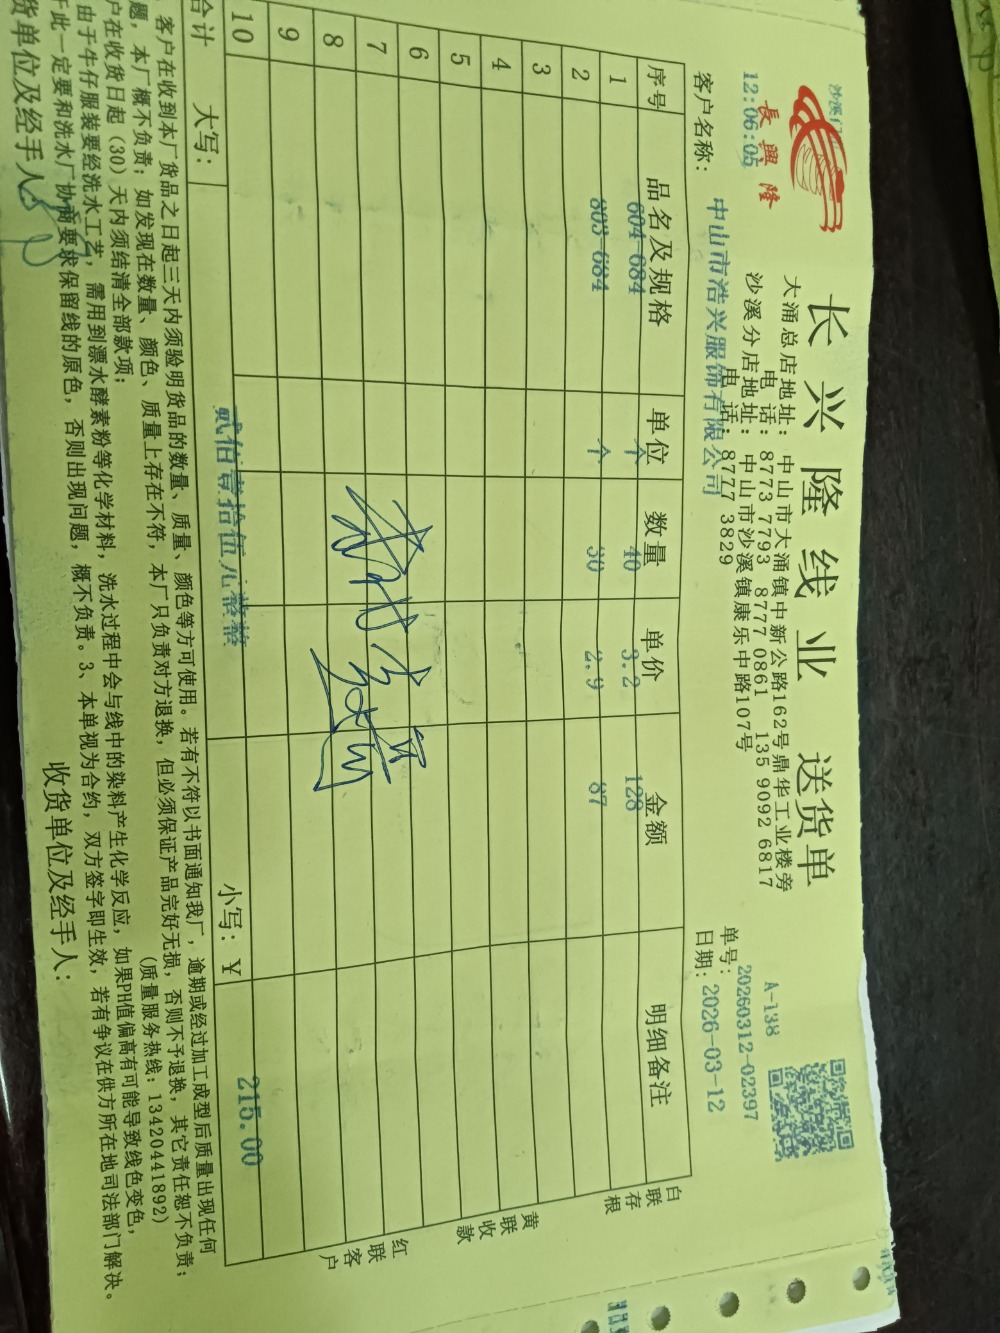 長興隆
12:06:05
长兴隆线业 送货单
大涌总店地址: 中山市大涌镇中新公路162号鼎华工业楼旁
电 话: 8773 7793 8777 0861 135 9092 6817
沙溪分店地址: 中山市沙溪镇康乐中路107号
电 话: 8777 3829
A-138
单号: 20260312-02397
日期: 2026-03-12
客户名称: 中山市浩兴服饰有限公司
序号 品名及规格 单位 数量 单价 金额 明细备注
1 604-684 个 40 3.2 128
2 803-684 个 30 2.9 87
3
4
5
6
7
8
9
10
合计 大写: 贰佰壹拾伍元整整 小写: ¥ 215.00
白联存根
黄联收款
红联客户
客户在收到本厂货品之日起三天内须验明货品的数量、质量、颜色等方可使用。若有不符以书面通知我厂,逾期或经过加工成型后质量出现任何
题,本厂概不负责;如发现在数量、颜色、质量上存在不符,本厂只负责对方退换,但必须保证产品完好无损,否则不予退换,其它责任恕不负责;
户在收货日起(30)天内须结清全部款项; (质量服务热线: 13420441892)
由于牛仔服装要经洗水工艺,需用到漂水酵素粉等化学材料,洗水过程中会与线中的染料产生化学反应,如果PH值偏高有可能导致线色变色,
于此一定要和洗水厂协商要求保留线的原色,否则出现问题,概不负责。3、本单视为合约,双方签字即生效,若有争议在供方所在地司法部门解决。
货单位及经手人: 收货单位及经手人: